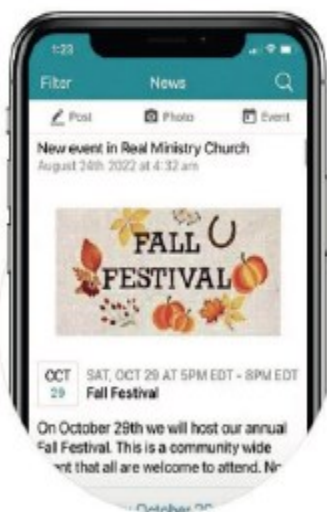 1:23
Filter News
Post Photo Event
New event in Real Ministry Church
August 24th 2022 at 4:32 am
FALL
FESTIVAL
OCT SAT, OCT 29 AT 5PM EDT - 8PM EDT
29 Fall Festival
On October 29th we will host our annual
Fall Festival. This is a community wide
that all are welcome to attend.
October